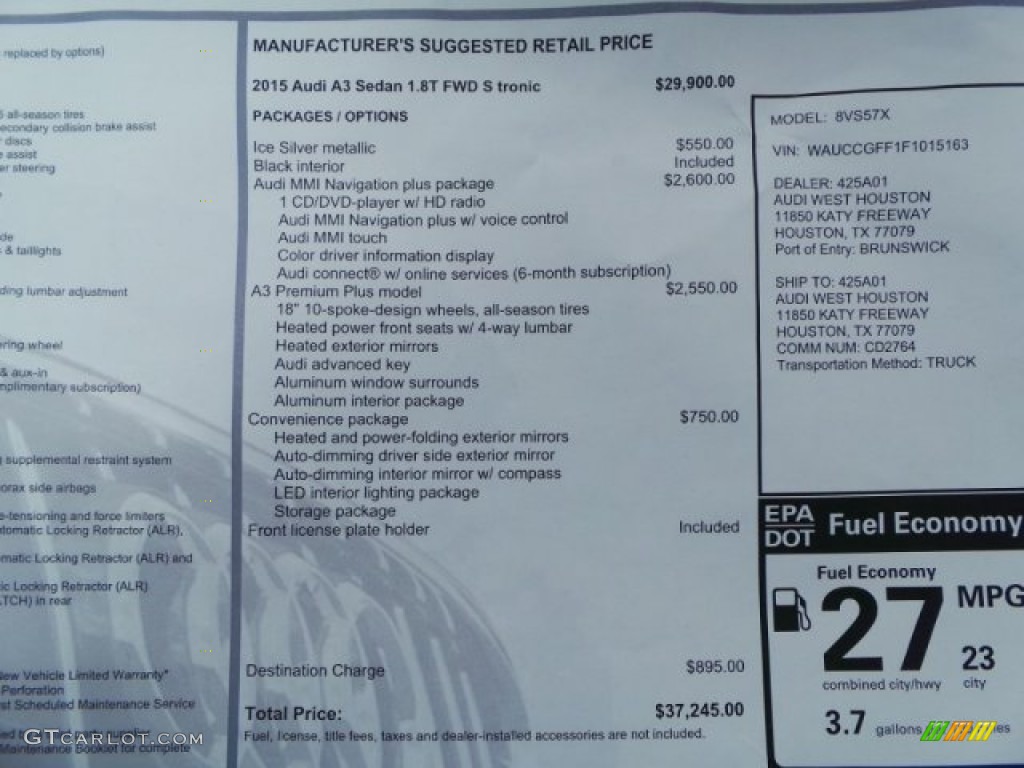 replaced by options)
all-season tires
econdary collision brake assist
discs
assist
er steering
& taillights
ding lumbar adjustment
ering wheel
& aux-in
mplimentary subscription)
supplemental restraint system
orax side airbags
e-tensioning and force limiters
utomatic Locking Retractor (ALR),
matic Locking Retractor (ALR) and
ic Locking Retractor (ALR)
TCH) in rear
New Vehicle Limited Warranty*
Perforation
st Scheduled Maintenance Service
Maintenance Booklet for complete
GTcarlot.com
MANUFACTURER'S SUGGESTED RETAIL PRICE
2015 Audi A3 Sedan 1.8T FWD S tronic $29,900.00
PACKAGES / OPTIONS
Ice Silver metallic $550.00
Black interior Included
Audi MMI Navigation plus package $2,600.00
1 CD/DVD-player w/ HD radio
Audi MMI Navigation plus w/ voice control
Audi MMI touch
Color driver information display
Audi connect® w/ online services (6-month subscription)
A3 Premium Plus model $2,550.00
18" 10-spoke-design wheels, all-season tires
Heated power front seats w/ 4-way lumbar
Heated exterior mirrors
Audi advanced key
Aluminum window surrounds
Aluminum interior package
Convenience package $750.00
Heated and power-folding exterior mirrors
Auto-dimming driver side exterior mirror
Auto-dimming interior mirror w/ compass
LED interior lighting package
Storage package
Front license plate holder Included
Destination Charge $895.00
Total Price: $37,245.00
Fuel, license, title fees, taxes and dealer-installed accessories are not included.
MODEL: 8VS57X
VIN: WAUCCGFF1F1015163
DEALER: 425A01
AUDI WEST HOUSTON
11850 KATY FREEWAY
HOUSTON, TX 77079
Port of Entry: BRUNSWICK
SHIP TO: 425A01
AUDI WEST HOUSTON
11850 KATY FREEWAY
HOUSTON, TX 77079
COMM NUM: CD2764
Transportation Method: TRUCK
EPA
DOT
Fuel Economy
Fuel Economy
27 MPG
23
combined city/hwy city
3.7 gallons